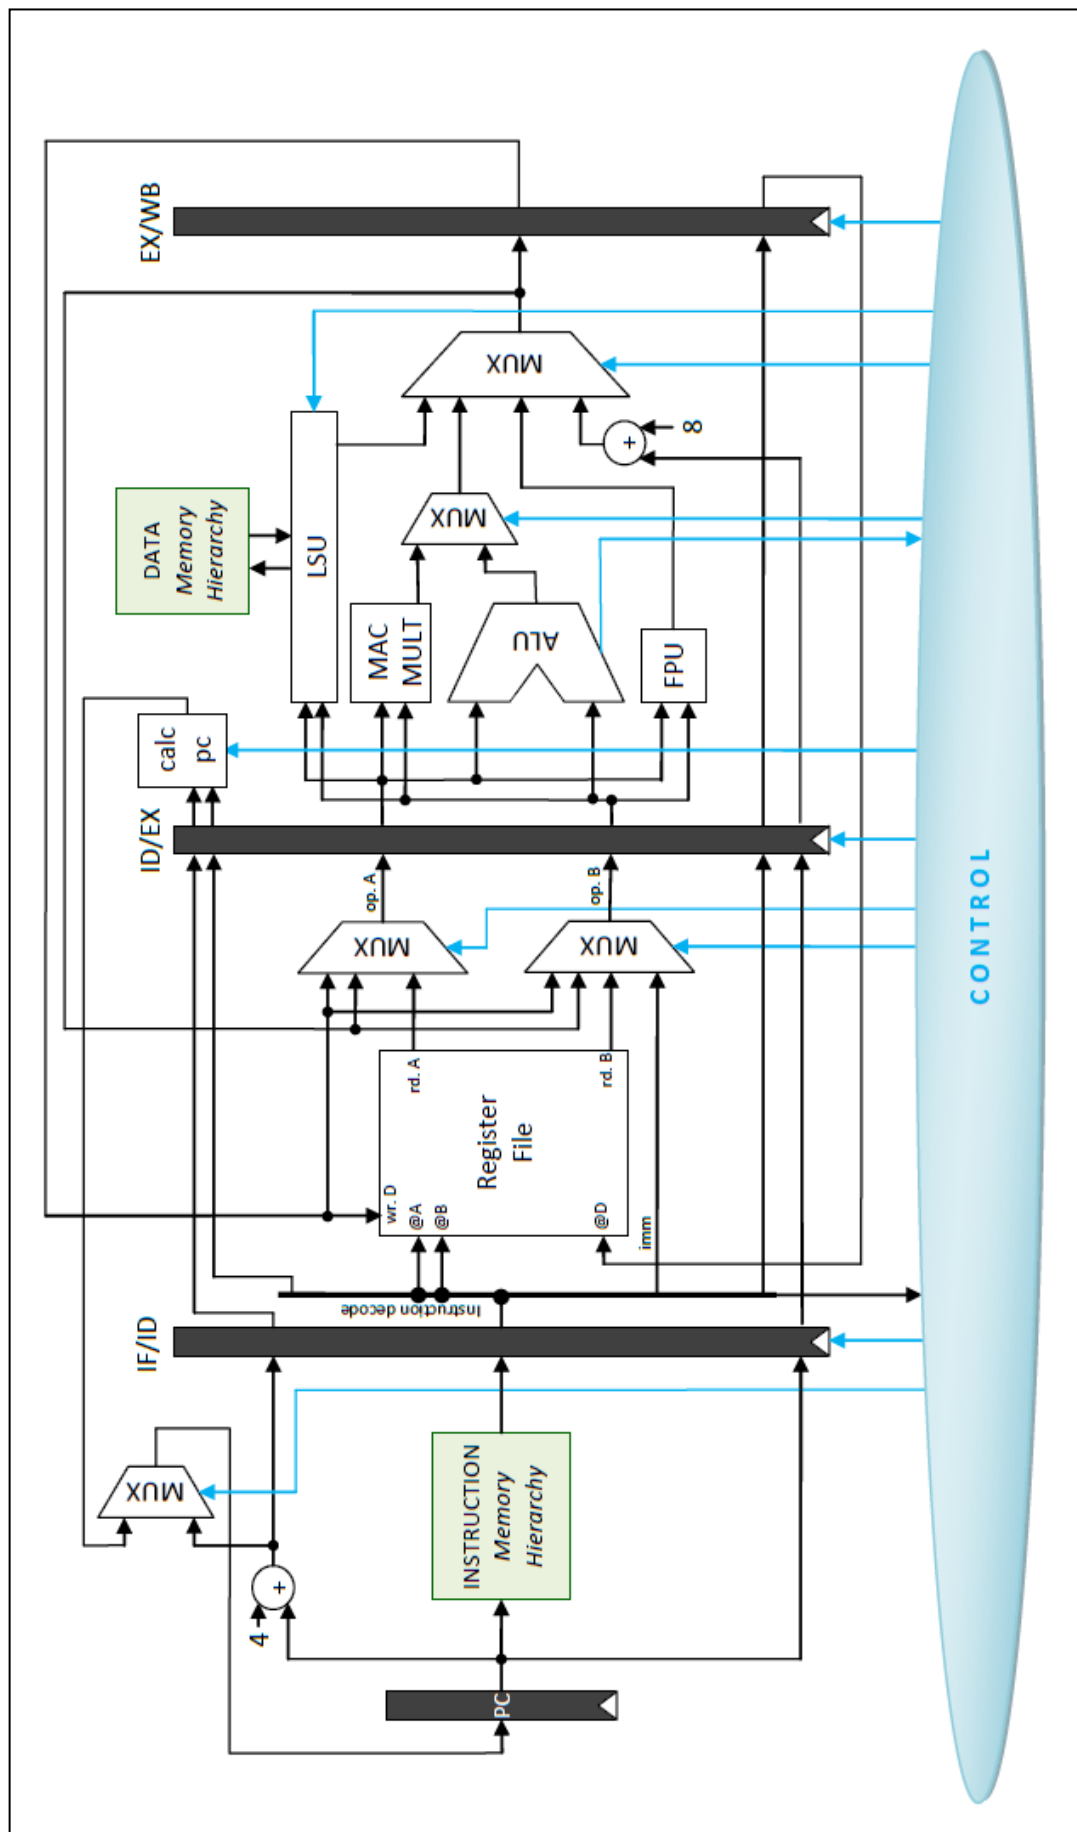 EX/WB
MUX
DATA
Memory
Hierarchy
LSU
8
+
MUX
MAC
MULT
ALU
FPU
calc
pc
ID/EX
op. A
op. B
MUX
MUX
rd. A
rd. B
Register
File
wr. D
@A
@B
@D
imm
Instruction decode
IF/ID
MUX
INSTRUCTION
Memory
Hierarchy
4
+
PC
CONTROL